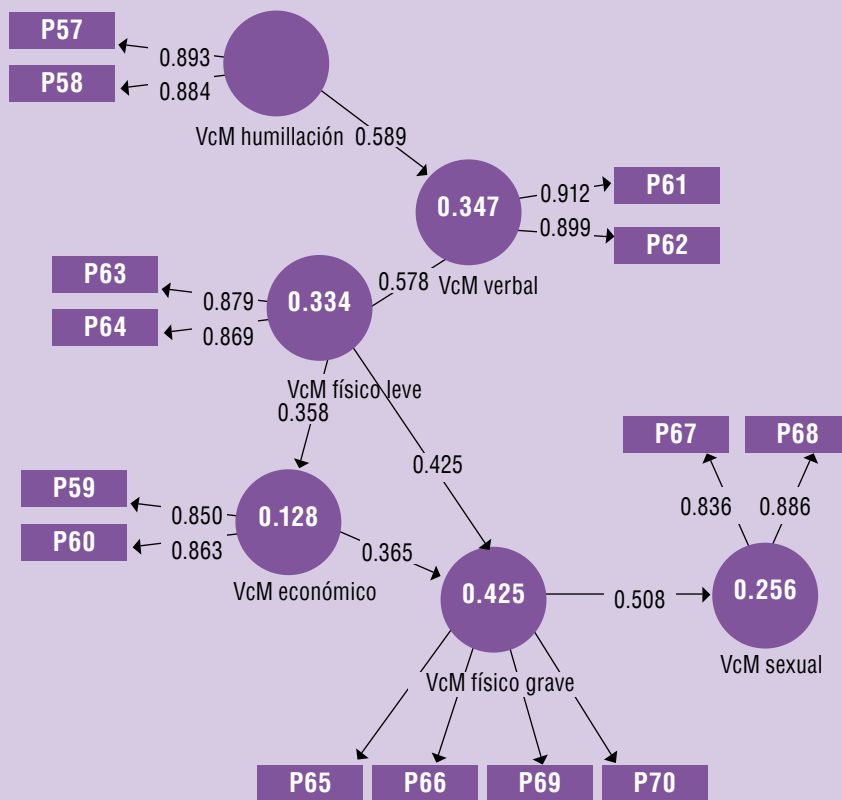 P57
0.893
P58
0.884
VcM humillación 0.589
0.347
0.912
P61
0.899
P62
VcM verbal
0.578
P63
0.879
0.334
P64
0.869
VcM físico leve
0.358
0.425
P67
P68
0.836
0.886
P59
0.850
0.128
P60
0.863
0.365
VcM económico
0.425
0.508
0.256
VcM sexual
VcM físico grave
P65
P66
P69
P70